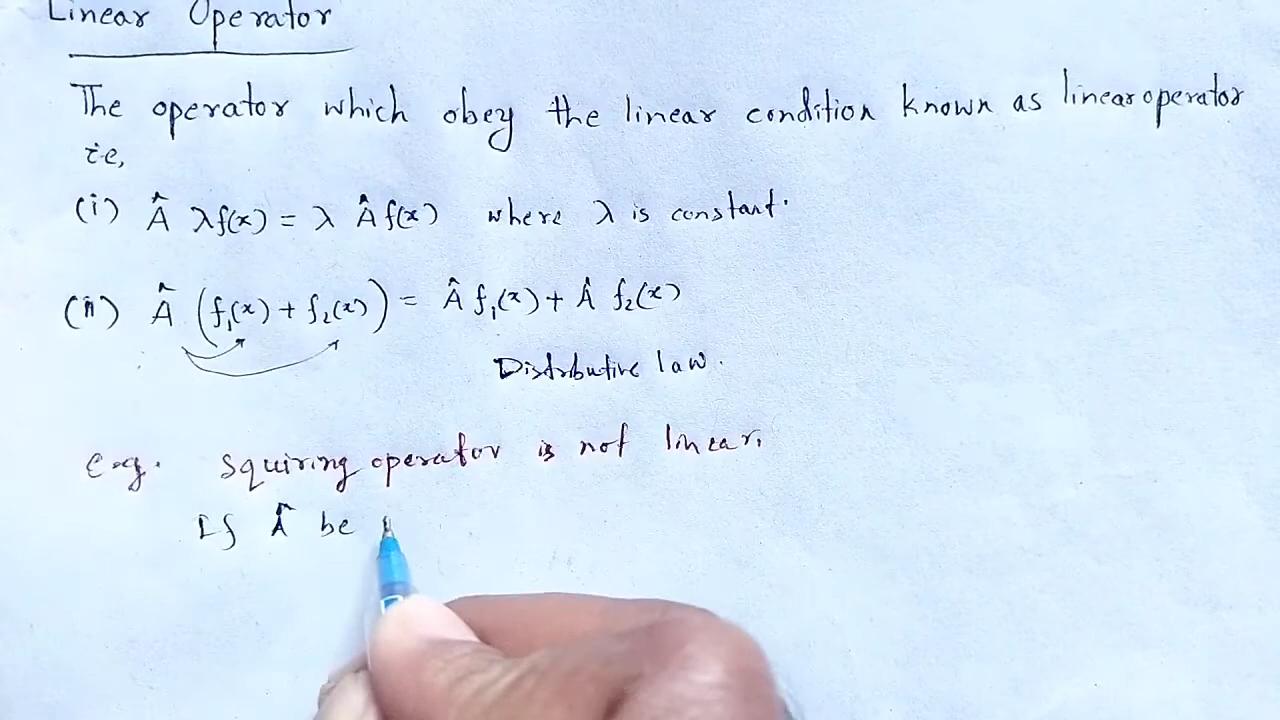 Linear Operator
The operator which obey the linear condition known as linear operator
ie,
(i) Â λf(x) = λ Â f(x) where λ is constant.
(ii) Â (f₁(x) + f₂(x)) = Â f₁(x) + Â f₂(x)
Distributive law.
e.g. squiring operator is not linear.
If Â be